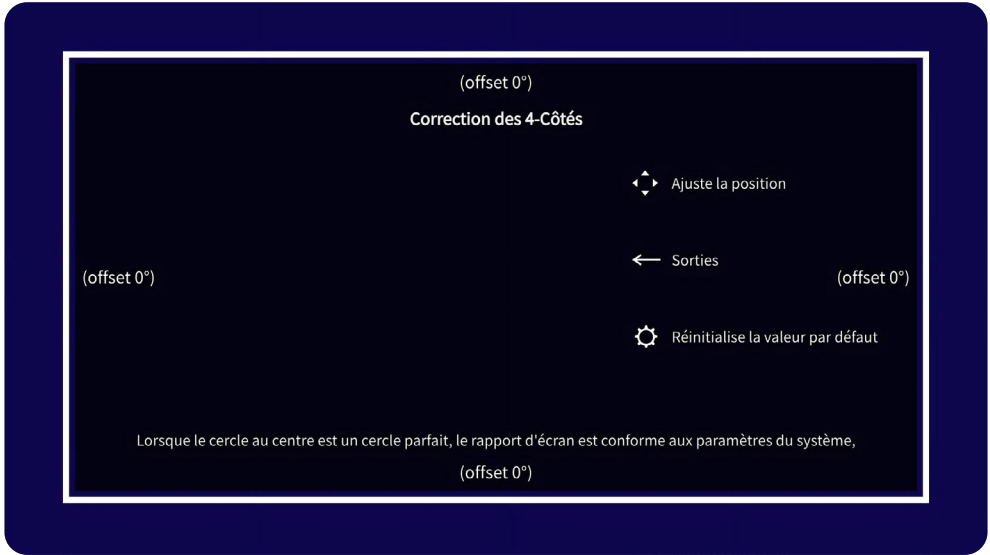 (offset 0°)
Correction des 4-Côtés
Ajuste la position
Sorties
(offset 0°)
(offset 0°)
Réinitialise la valeur par défaut
Lorsque le cercle au centre est un cercle parfait, le rapport d'écran est conforme aux paramètres du système,
(offset 0°)